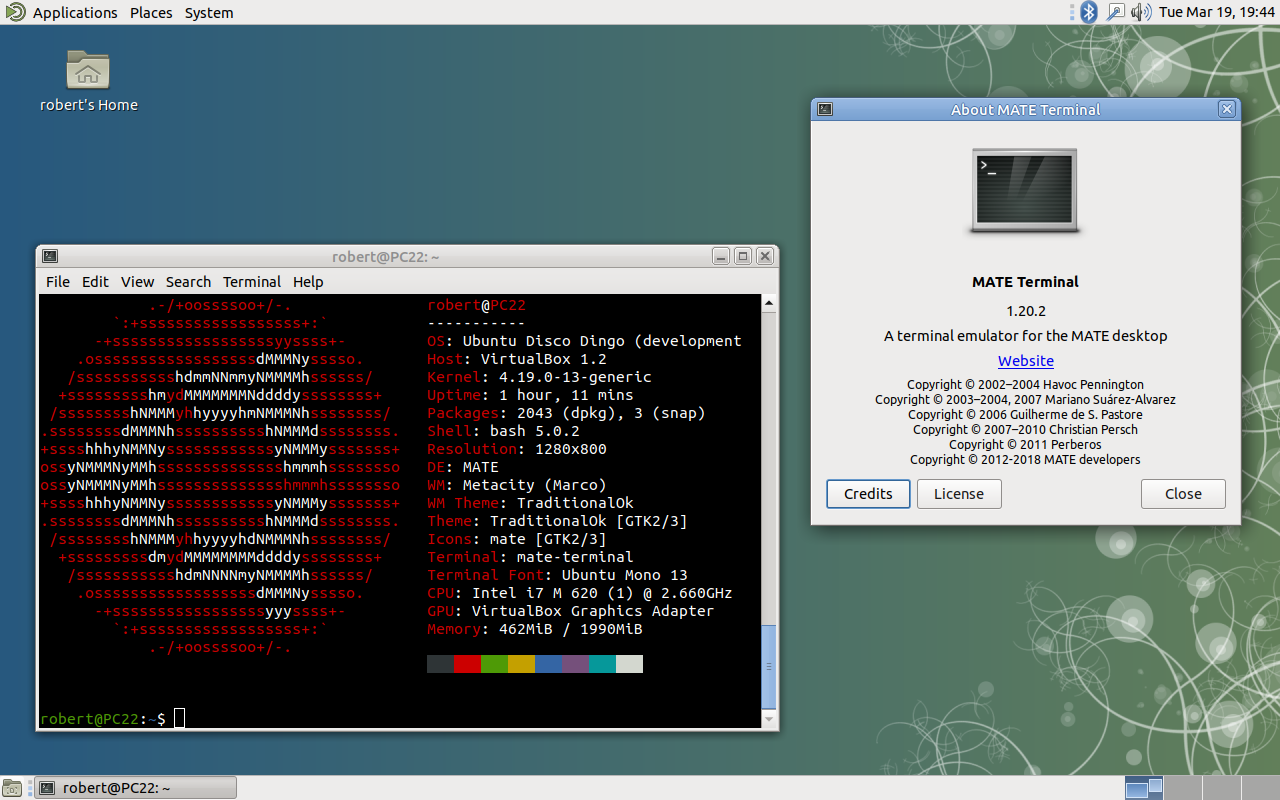 Applications Places System Tue Mar 19, 19:44
robert's Home
About MATE Terminal
>_
MATE Terminal
1.20.2
A terminal emulator for the MATE desktop
Website
Copyright © 2002–2004 Havoc Pennington
Copyright © 2003–2004, 2007 Mariano Suárez-Alvarez
Copyright © 2006 Guilherme de S. Pastore
Copyright © 2007–2010 Christian Persch
Copyright © 2011 Perberos
Copyright © 2012-2018 MATE developers
Credits License Close
robert@PC22: ~
File Edit View Search Terminal Help
.-/+oossssoo+/-. robert@PC22
`:+ssssssssssssssssss+:` -----------
-+ssssssssssssssssssyyssss+- OS: Ubuntu Disco Dingo (development
.ossssssssssssssssssdMMMNysssso. Host: VirtualBox 1.2
/ssssssssssshdmmNNmmyNMMMMhssssss/ Kernel: 4.19.0-13-generic
+ssssssssshmydMMMMMMMNddddyssssssss+ Uptime: 1 hour, 11 mins
/sssssssshNMMMyhhyyyyhmNMMMNhssssssss/ Packages: 2043 (dpkg), 3 (snap)
.ssssssssdMMMNhsssssssssshNMMMdssssssss. Shell: bash 5.0.2
+sssshhhyNMMNyssssssssssssyNMMMysssssss+ Resolution: 1280x800
ossyNMMMNyMMhsssssssssssssshmmmhssssssso DE: MATE
ossyNMMMNyMMhsssssssssssssshmmmhssssssso WM: Metacity (Marco)
+sssshhhyNMMNyssssssssssssyNMMMysssssss+ WM Theme: TraditionalOk
.ssssssssdMMMNhsssssssssshNMMMdssssssss. Theme: TraditionalOk [GTK2/3]
/sssssssshNMMMyhhyyyyhdNMMMNhssssssss/ Icons: mate [GTK2/3]
+sssssssssdmydMMMMMMMMddddyssssssss+ Terminal: mate-terminal
/ssssssssssshdmNNNNmyNMMMMhssssss/ Terminal Font: Ubuntu Mono 13
.ossssssssssssssssssdMMMNysssso. CPU: Intel i7 M 620 (1) @ 2.660GHz
-+sssssssssssssssssyyyssss+- GPU: VirtualBox Graphics Adapter
`:+ssssssssssssssssss+:` Memory: 462MiB / 1990MiB
.-/+oossssoo+/-.
robert@PC22:~$
robert@PC22: ~